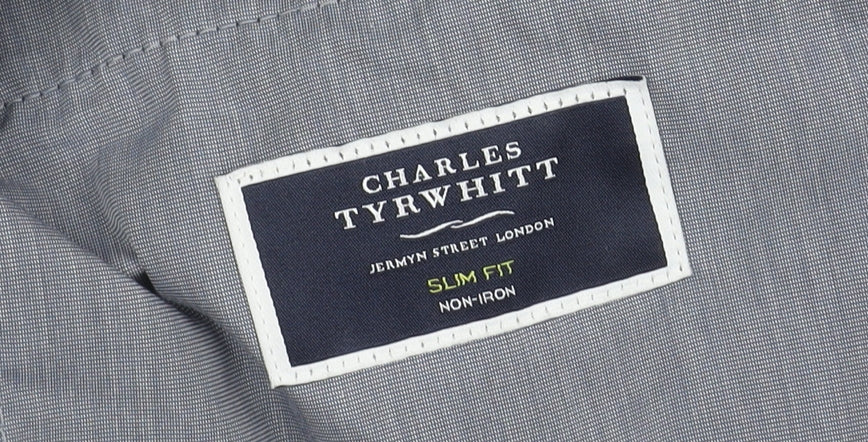 CHARLES
TYRWHITT
JERMYN STREET LONDON
SLIM FIT
NON-IRON